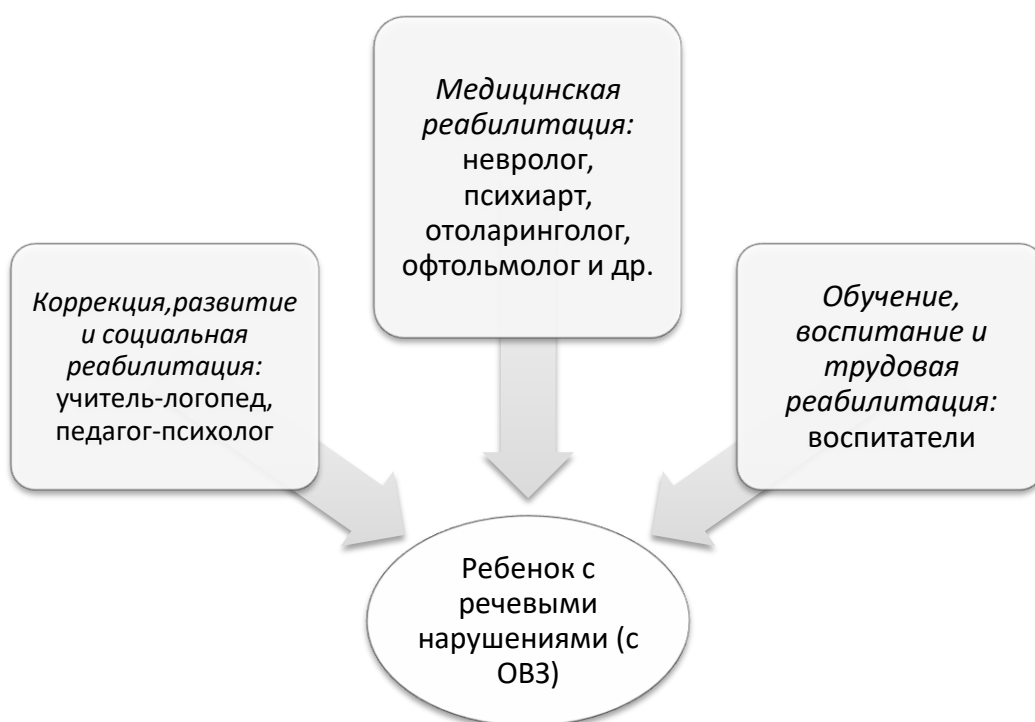 Медицинская
реабилитация:
невролог,
психиарт,
отоларинголог,
офтольмолог и др.
Коррекция,развитие
и социальная
реабилитация:
учитель-логопед,
педагог-психолог
Обучение,
воспитание и
трудовая
реабилитация:
воспитатели
Ребенок с
речевыми
нарушениями (с
ОВЗ)